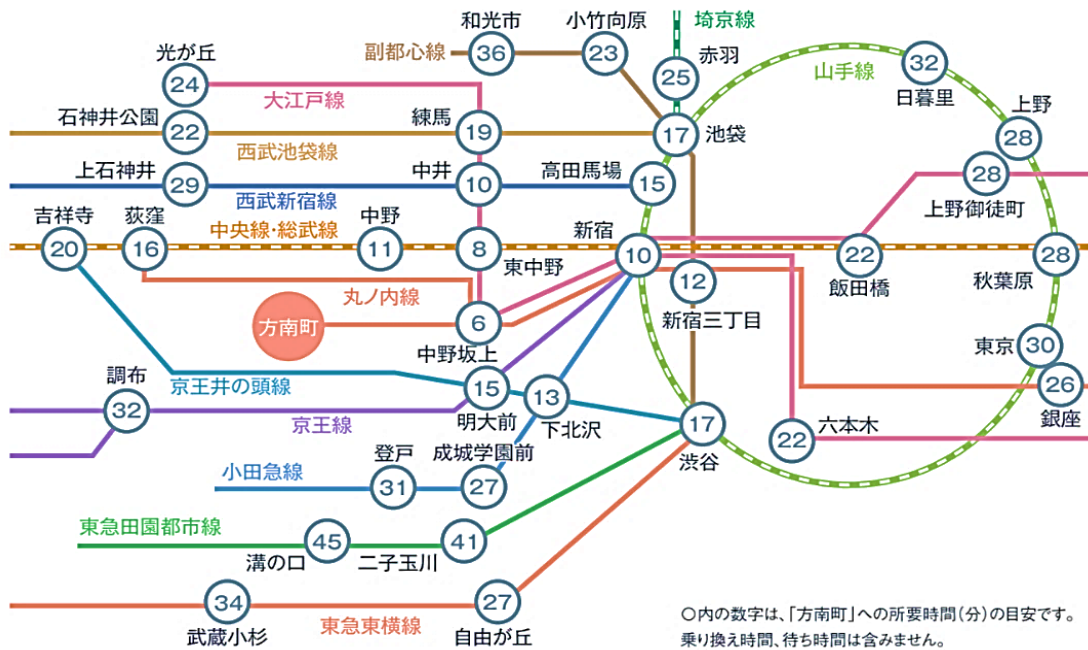 和光市
小竹向原
埼京線
副都心線
36
23
赤羽
25
山手線
32
日暮里
光が丘
24
大江戸線
上野
28
石神井公園
22
練馬
19
17
池袋
西武池袋線
上石神井
29
中井
10
高田馬場
15
28
上野御徒町
西武新宿線
吉祥寺
20
荻窪
16
中央線・総武線
中野
11
8
東中野
新宿
10
22
飯田橋
28
秋葉原
丸ノ内線
12
新宿三丁目
方南町
6
中野坂上
東京
30
26
銀座
京王井の頭線
調布
32
京王線
15
明大前
13
下北沢
17
渋谷
六本木
22
小田急線
登戸
31
成城学園前
27
東急田園都市線
45
溝の口
41
二子玉川
34
武蔵小杉
東急東横線
27
自由が丘
〇内の数字は、「方南町」への所要時間(分)の目安です。
乗り換え時間、待ち時間は含みません。